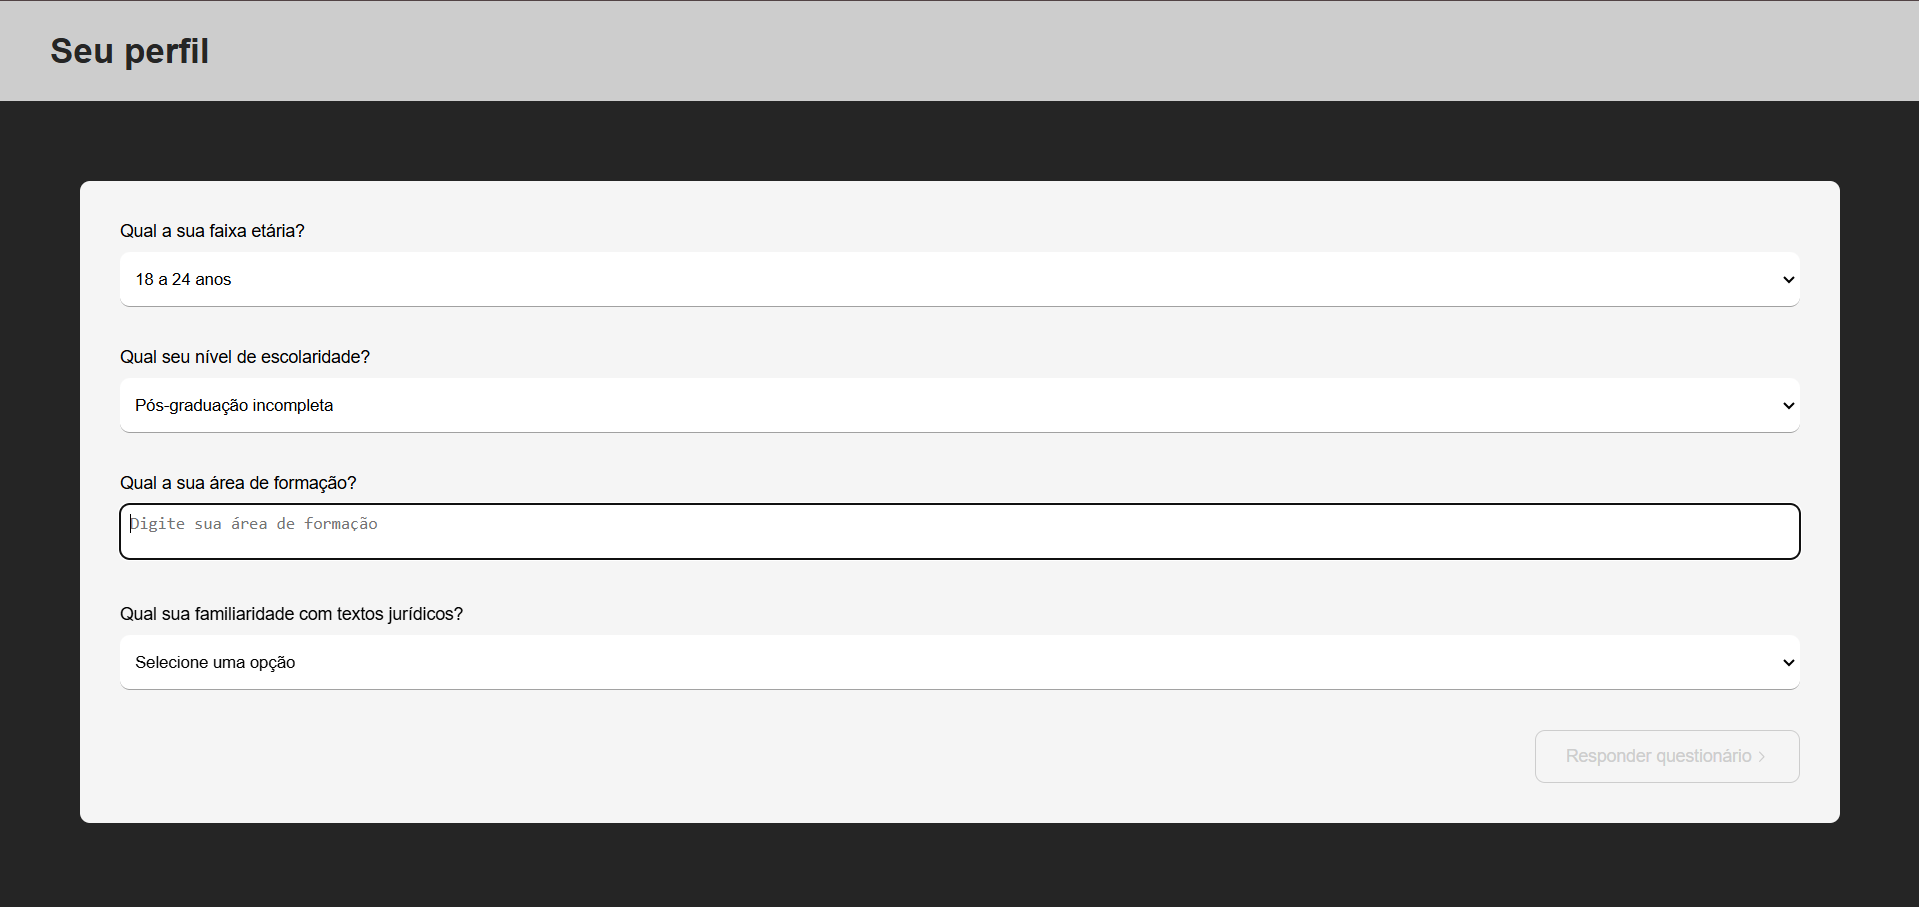 Seu perfil
Qual a sua faixa etária?
18 a 24 anos
Qual seu nível de escolaridade?
Pós-graduação incompleta
Qual a sua área de formação?
Digite sua área de formação
Qual sua familiaridade com textos jurídicos?
Selecione uma opção
Responder questionário ›